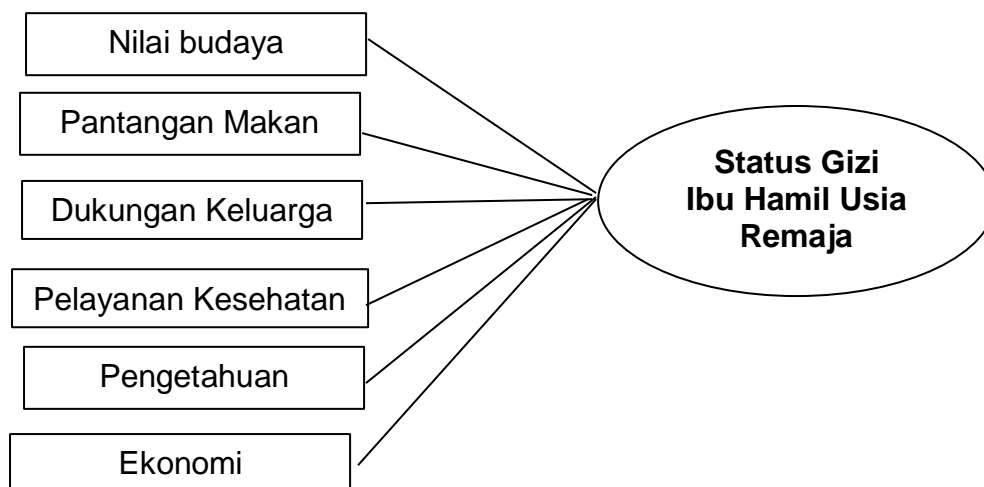 Nilai budaya
Pantangan Makan
Dukungan Keluarga
Pelayanan Kesehatan
Pengetahuan
Ekonomi
Status Gizi
Ibu Hamil Usia
Remaja